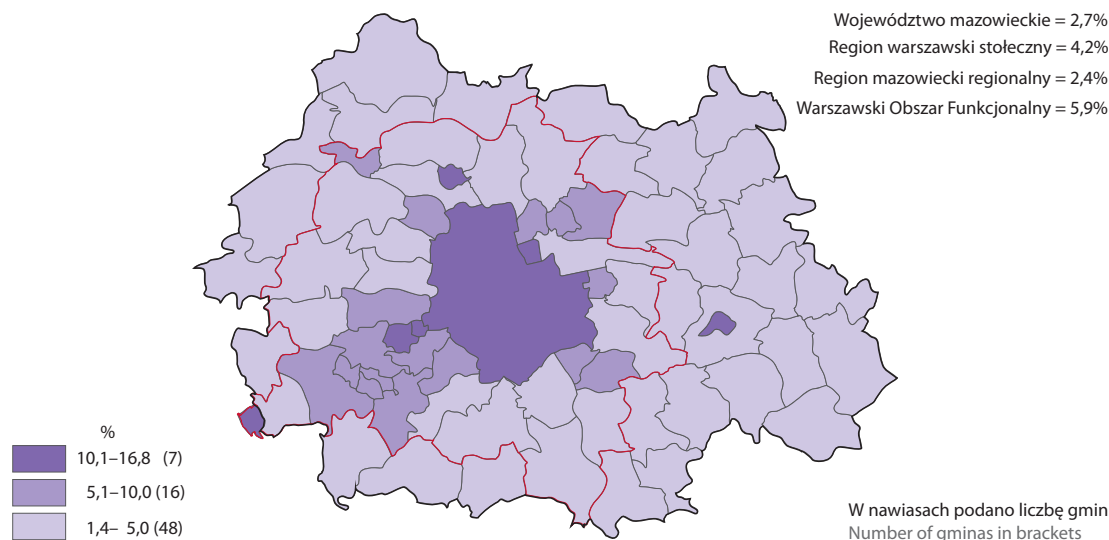 Województwo mazowieckie = 2,7%
Region warszawski stołeczny = 4,2%
Region mazowiecki regionalny = 2,4%
Warszawski Obszar Funkcjonalny = 5,9%
%
10,1–16,8 (7)
5,1–10,0 (16)
1,4– 5,0 (48)
W nawiasach podano liczbę gmin
Number of gminas in brackets